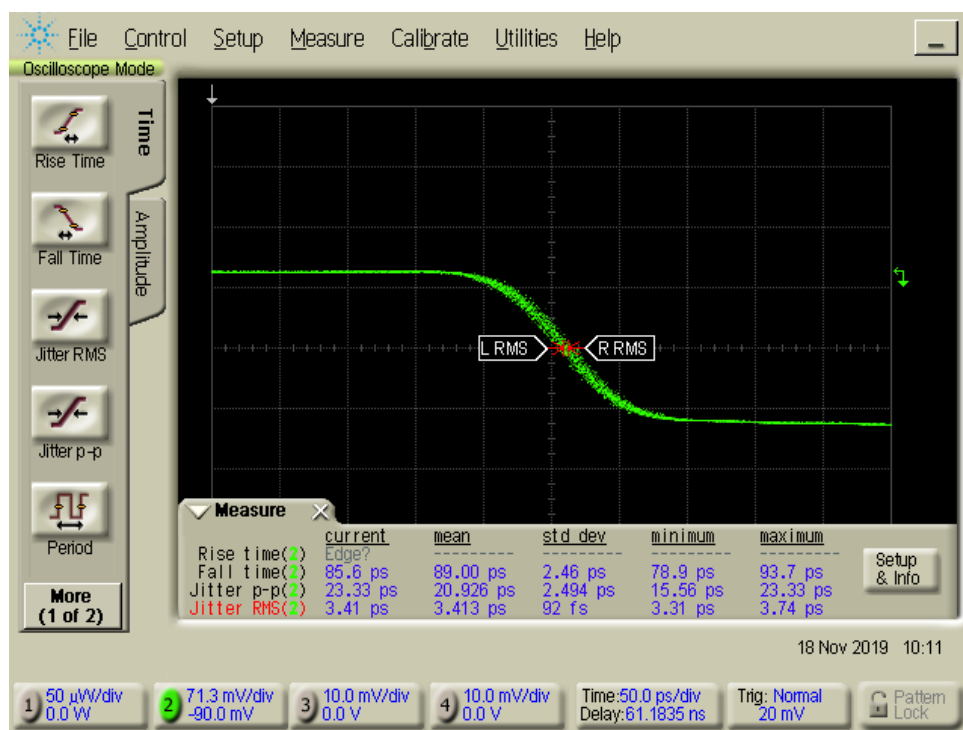 File Control Setup Measure Calibrate Utilities Help
Oscilloscope Mode
Time
Amplitude
Rise Time
Fall Time
Jitter RMS
Jitter p-p
Period
More
(1 of 2)
L RMS R RMS
Measure
current mean std dev minimum maximum
Rise time(2) Edge? --------- --------- --------- ---------
Fall time(2) 85.6 ps 89.00 ps 2.46 ps 78.9 ps 93.7 ps
Jitter p-p(2) 23.33 ps 20.926 ps 2.494 ps 15.56 ps 23.33 ps
Jitter RMS(2) 3.41 ps 3.413 ps 92 fs 3.31 ps 3.74 ps
Setup
& Info
18 Nov 2019 10:11
1 50 µW/div
0.0 W
2 71.3 mV/div
-90.0 mV
3 10.0 mV/div
0.0 V
4 10.0 mV/div
0.0 V
Time:50.0 ps/div
Delay:61.1835 ns
Trig: Normal
20 mV
Pattern
Lock